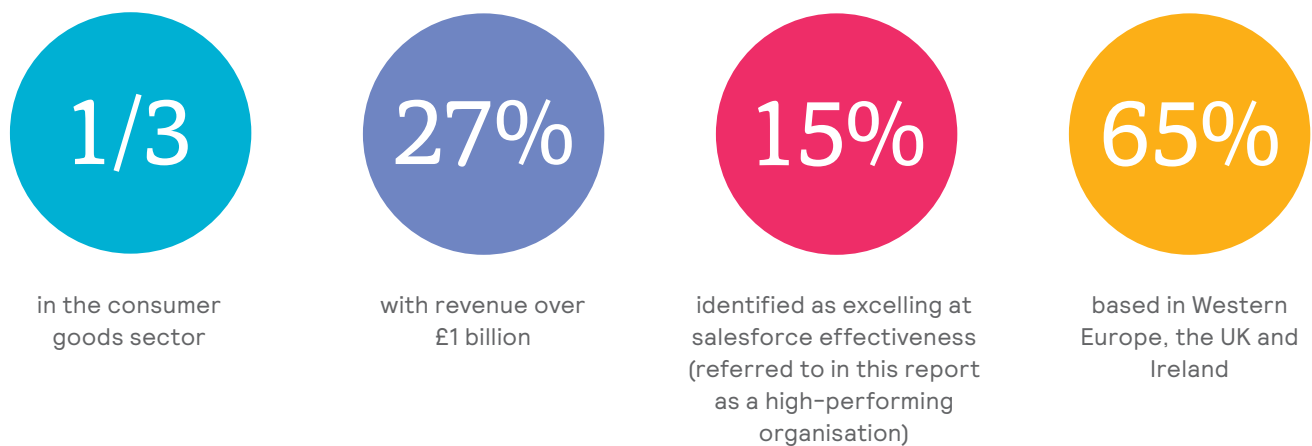 1/3
in the consumer
goods sector
27%
with revenue over
£1 billion
15%
identified as excelling at
salesforce effectiveness
(referred to in this report
as a high-performing
organisation)
65%
based in Western
Europe, the UK and
Ireland